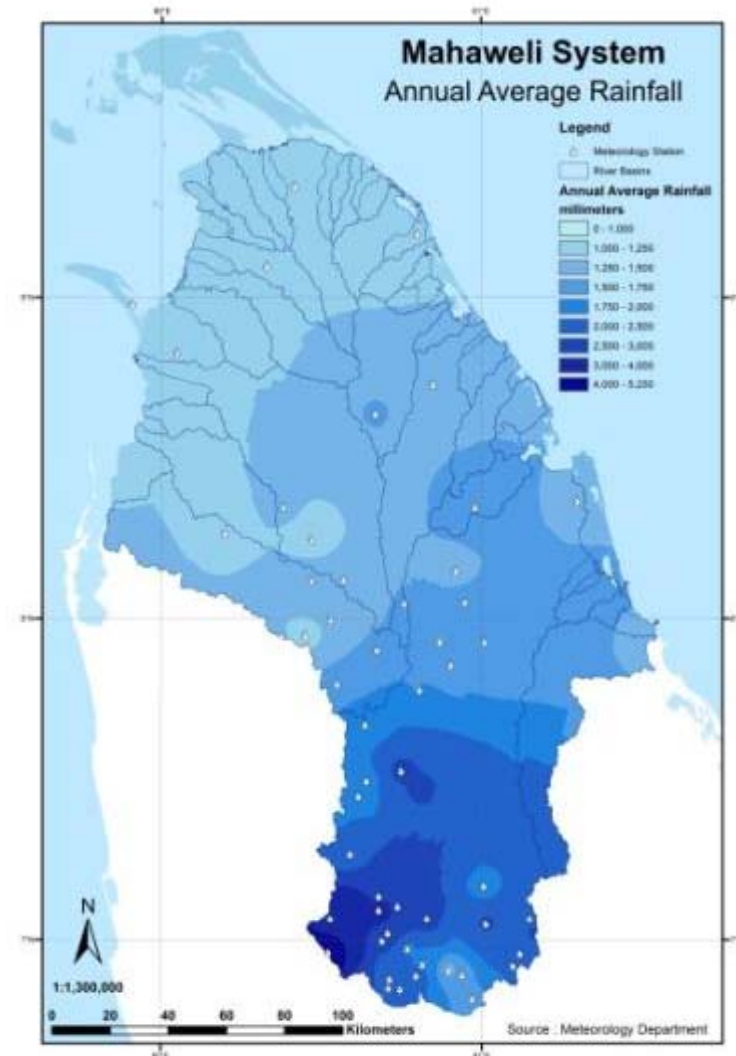 Mahaweli System
Annual Average Rainfall
Legend
Meteorology Station
River Basins
Annual Average Rainfall
millimeters
0 - 1,000
1,000 - 1,250
1,250 - 1,500
1,500 - 1,750
1,750 - 2,000
2,000 - 2,500
2,500 - 3,000
3,000 - 4,000
4,000 - 5,250
N
1:1,300,000
0 20 40 60 80 100
Kilometers
Source : Meteorology Department